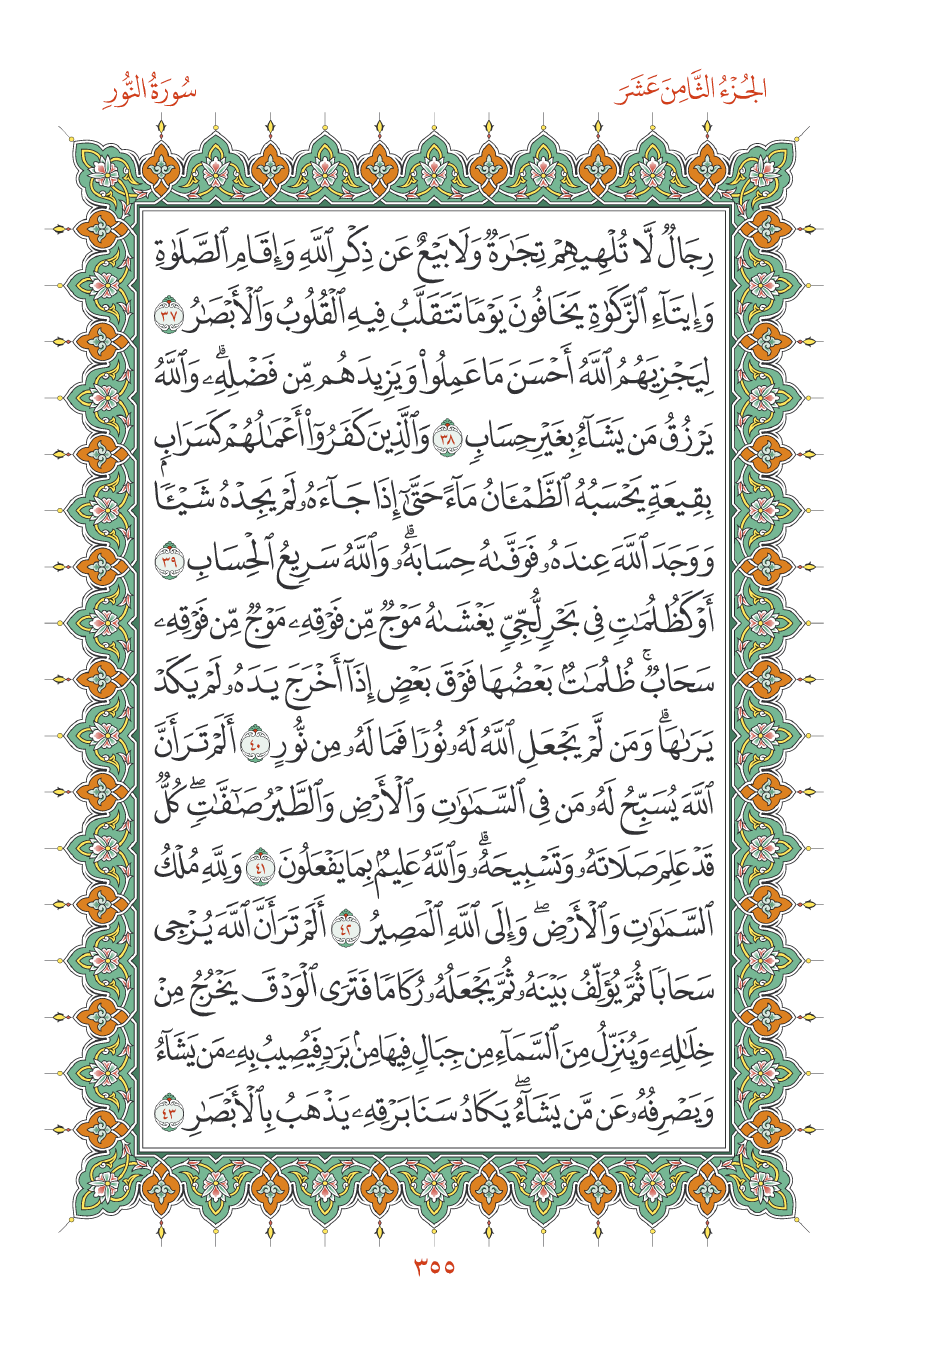 الجُزْءُ الثَّامِنَ عَشَرَ
سُورَةُ النُّورِ
رِجَالٌ لَّا تُلْهِيهِمْ تِجَٰرَةٌ وَلَا بَيْعٌ عَن ذِكْرِ ٱللَّهِ وَإِقَامِ ٱلصَّلَوٰةِ
وَإِيتَآءِ ٱلزَّكَوٰةِ يَخَافُونَ يَوْمًا تَتَقَلَّبُ فِيهِ ٱلْقُلُوبُ وَٱلْأَبْصَٰرُ ٣٧
لِيَجْزِيَهُمُ ٱللَّهُ أَحْسَنَ مَا عَمِلُوا۟ وَيَزِيدَهُم مِّن فَضْلِهِۦۗ وَٱللَّهُ
يَرْزُقُ مَن يَشَآءُ بِغَيْرِ حِسَابٍ ٣٨ وَٱلَّذِينَ كَفَرُوٓا۟ أَعْمَٰلُهُمْ كَسَرَابٍۭ
بِقِيعَةٍ يَحْسَبُهُ ٱلظَّمْـَٔانُ مَآءً حَتَّىٰٓ إِذَا جَآءَهُۥ لَمْ يَجِدْهُ شَيْـًٔا
وَوَجَدَ ٱللَّهَ عِندَهُۥ فَوَفَّىٰهُ حِسَابَهُۥۗ وَٱللَّهُ سَرِيعُ ٱلْحِسَابِ ٣٩
أَوْ كَظُلُمَٰتٍ فِى بَحْرٍ لُّجِّىٍّ يَغْشَىٰهُ مَوْجٌ مِّن فَوْقِهِۦ مَوْجٌ مِّن فَوْقِهِۦ
سَحَابٌۚ ظُلُمَٰتٌۢ بَعْضُهَا فَوْقَ بَعْضٍ إِذَآ أَخْرَجَ يَدَهُۥ لَمْ يَكَدْ
يَرَىٰهَاۗ وَمَن لَّمْ يَجْعَلِ ٱللَّهُ لَهُۥ نُورًا فَمَا لَهُۥ مِن نُّورٍ ٤٠ أَلَمْ تَرَ أَنَّ
ٱللَّهَ يُسَبِّحُ لَهُۥ مَن فِى ٱلسَّمَٰوَٰتِ وَٱلْأَرْضِ وَٱلطَّيْرُ صَٰٓفَّٰتٍۖ كُلٌّ
قَدْ عَلِمَ صَلَاتَهُۥ وَتَسْبِيحَهُۥۗ وَٱللَّهُ عَلِيمٌۢ بِمَا يَفْعَلُونَ ٤١ وَلِلَّهِ مُلْكُ
ٱلسَّمَٰوَٰتِ وَٱلْأَرْضِۖ وَإِلَى ٱللَّهِ ٱلْمَصِيرُ ٤٢ أَلَمْ تَرَ أَنَّ ٱللَّهَ يُزْجِى
سَحَابًا ثُمَّ يُؤَلِّفُ بَيْنَهُۥ ثُمَّ يَجْعَلُهُۥ رُكَامًا فَتَرَى ٱلْوَدْقَ يَخْرُجُ مِنْ
خِلَٰلِهِۦ وَيُنَزِّلُ مِنَ ٱلسَّمَآءِ مِن جِبَالٍ فِيهَا مِنۢ بَرَدٍ فَيُصِيبُ بِهِۦ مَن يَشَآءُ
وَيَصْرِفُهُۥ عَن مَّن يَشَآءُۖ يَكَادُ سَنَا بَرْقِهِۦ يَذْهَبُ بِٱلْأَبْصَٰرِ ٤٣
٣٥٥